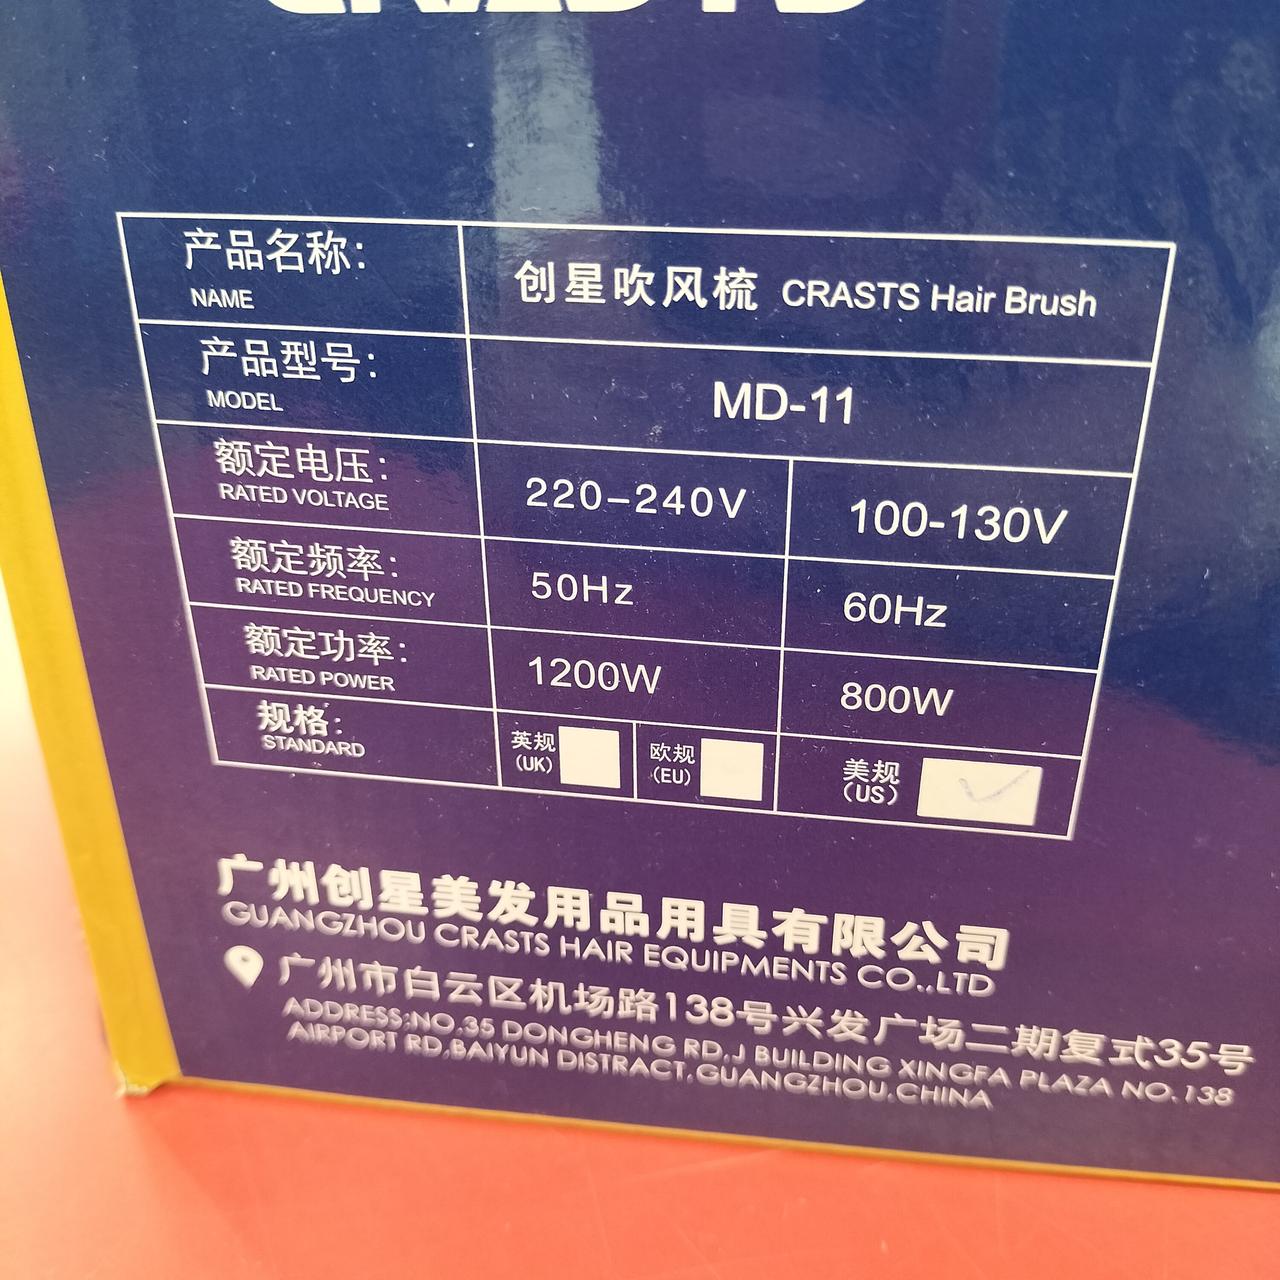 CRASTS
产品名称:
NAME
创星吹风梳 CRASTS Hair Brush
产品型号:
MODEL
MD-11
额定电压:
RATED VOLTAGE
220-240V
100-130V
额定频率:
RATED FREQUENCY
50Hz
60Hz
额定功率:
RATED POWER
1200W
800W
规格:
STANDARD
英规
(UK)
欧规
(EU)
美规
(US)
广州创星美发用品用具有限公司
GUANGZHOU CRASTS HAIR EQUIPMENTS CO.,LTD
广州市白云区机场路138号兴发广场二期复式35号
ADDRESS:NO.35 DONGHENG RD.J BUILDING XINGFA PLAZA NO.138
AIRPORT RD,BAIYUN DISTRACT,GUANGZHOU,CHINA